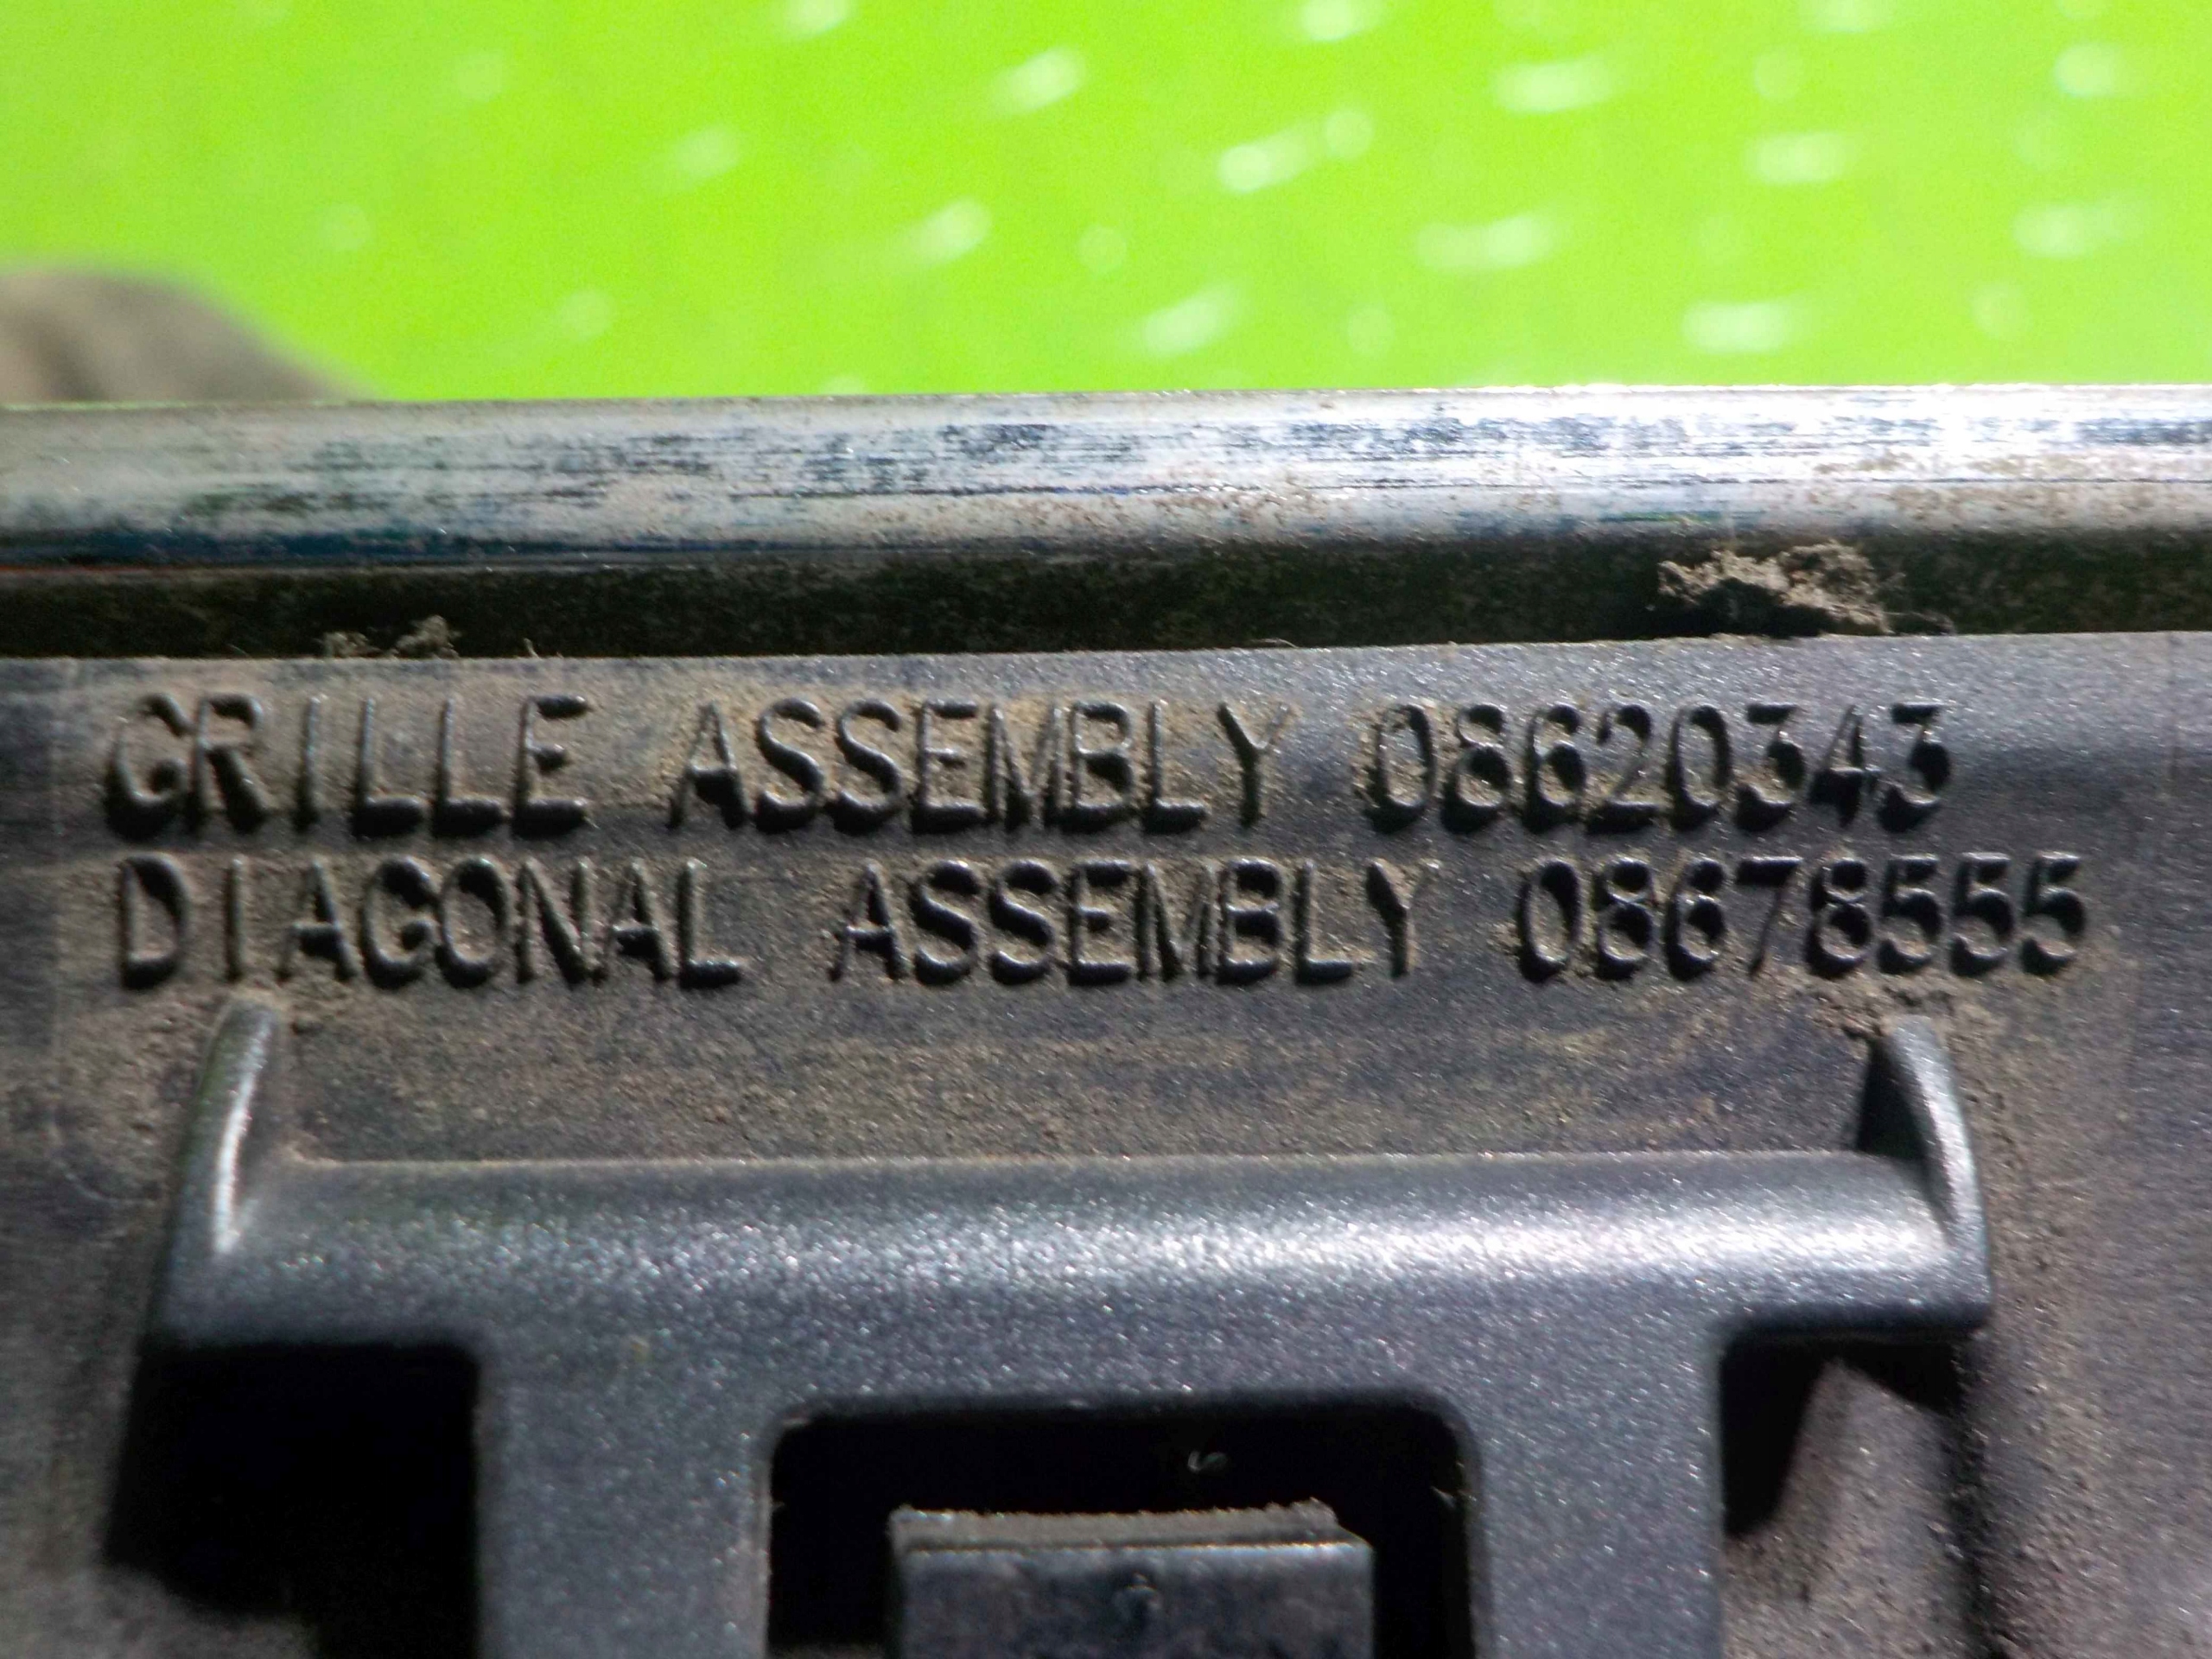 GRILLE ASSEMBLY 08620343
DIAGONAL ASSEMBLY 08678555